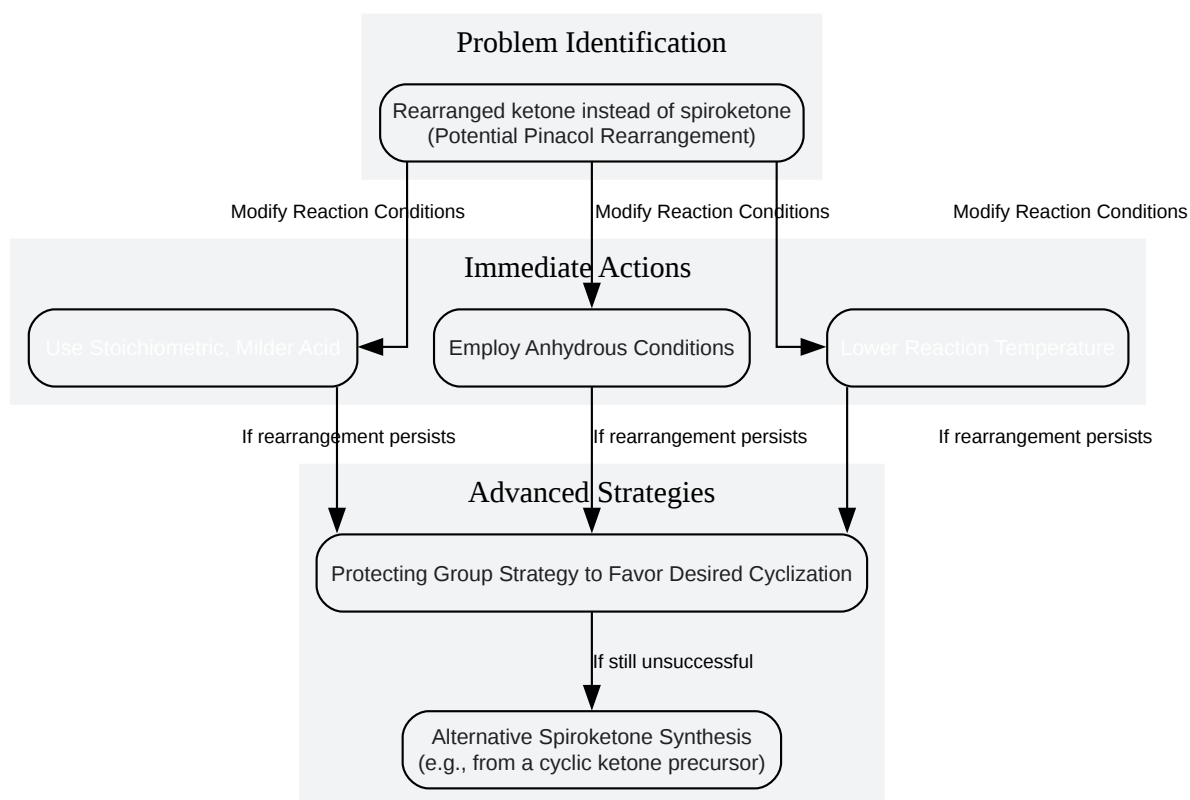 Problem Identification
Rearranged ketone instead of spiroketone
(Potential Pinacol Rearrangement)
Modify Reaction Conditions
Modify Reaction Conditions
Modify Reaction Conditions
Immediate Actions
Use Stoichiometric, Milder Acid
Employ Anhydrous Conditions
Lower Reaction Temperature
If rearrangement persists
If rearrangement persists
If rearrangement persists
Advanced Strategies
Protecting Group Strategy to Favor Desired Cyclization
If still unsuccessful
Alternative Spiroketone Synthesis
(e.g., from a cyclic ketone precursor)